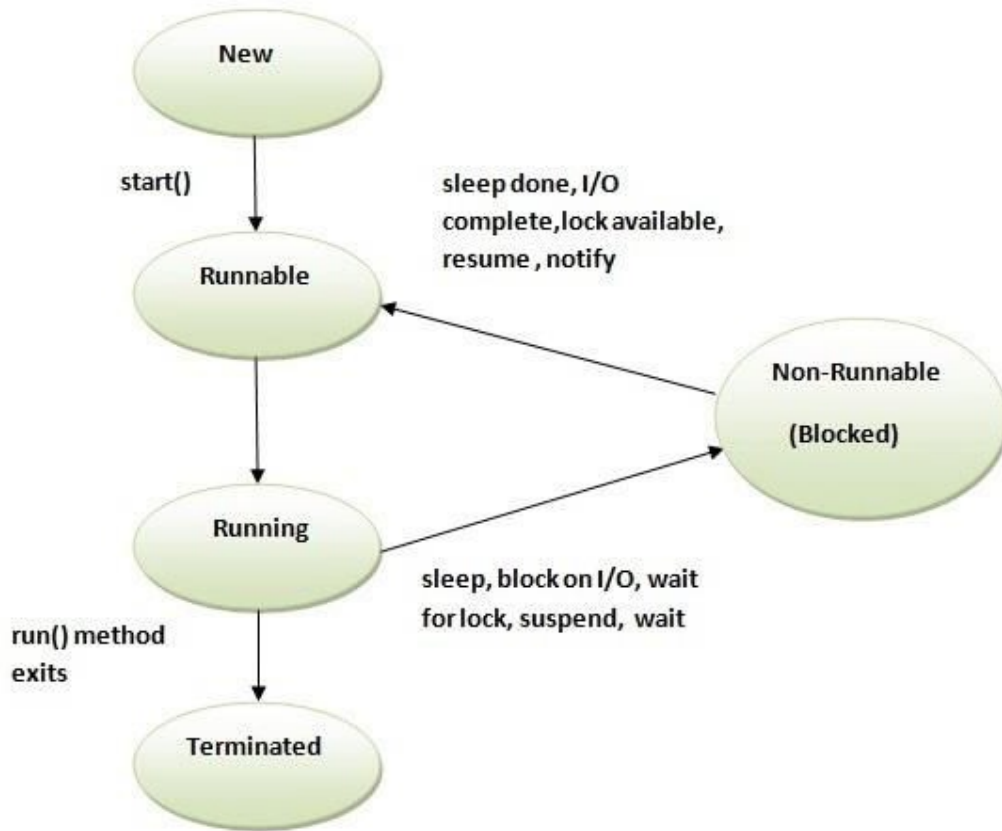 New
start()
sleep done, I/O
complete,lock available,
resume , notify
Runnable
Non-Runnable
(Blocked)
Running
sleep, block on I/O, wait
for lock, suspend, wait
run() method
exits
Terminated